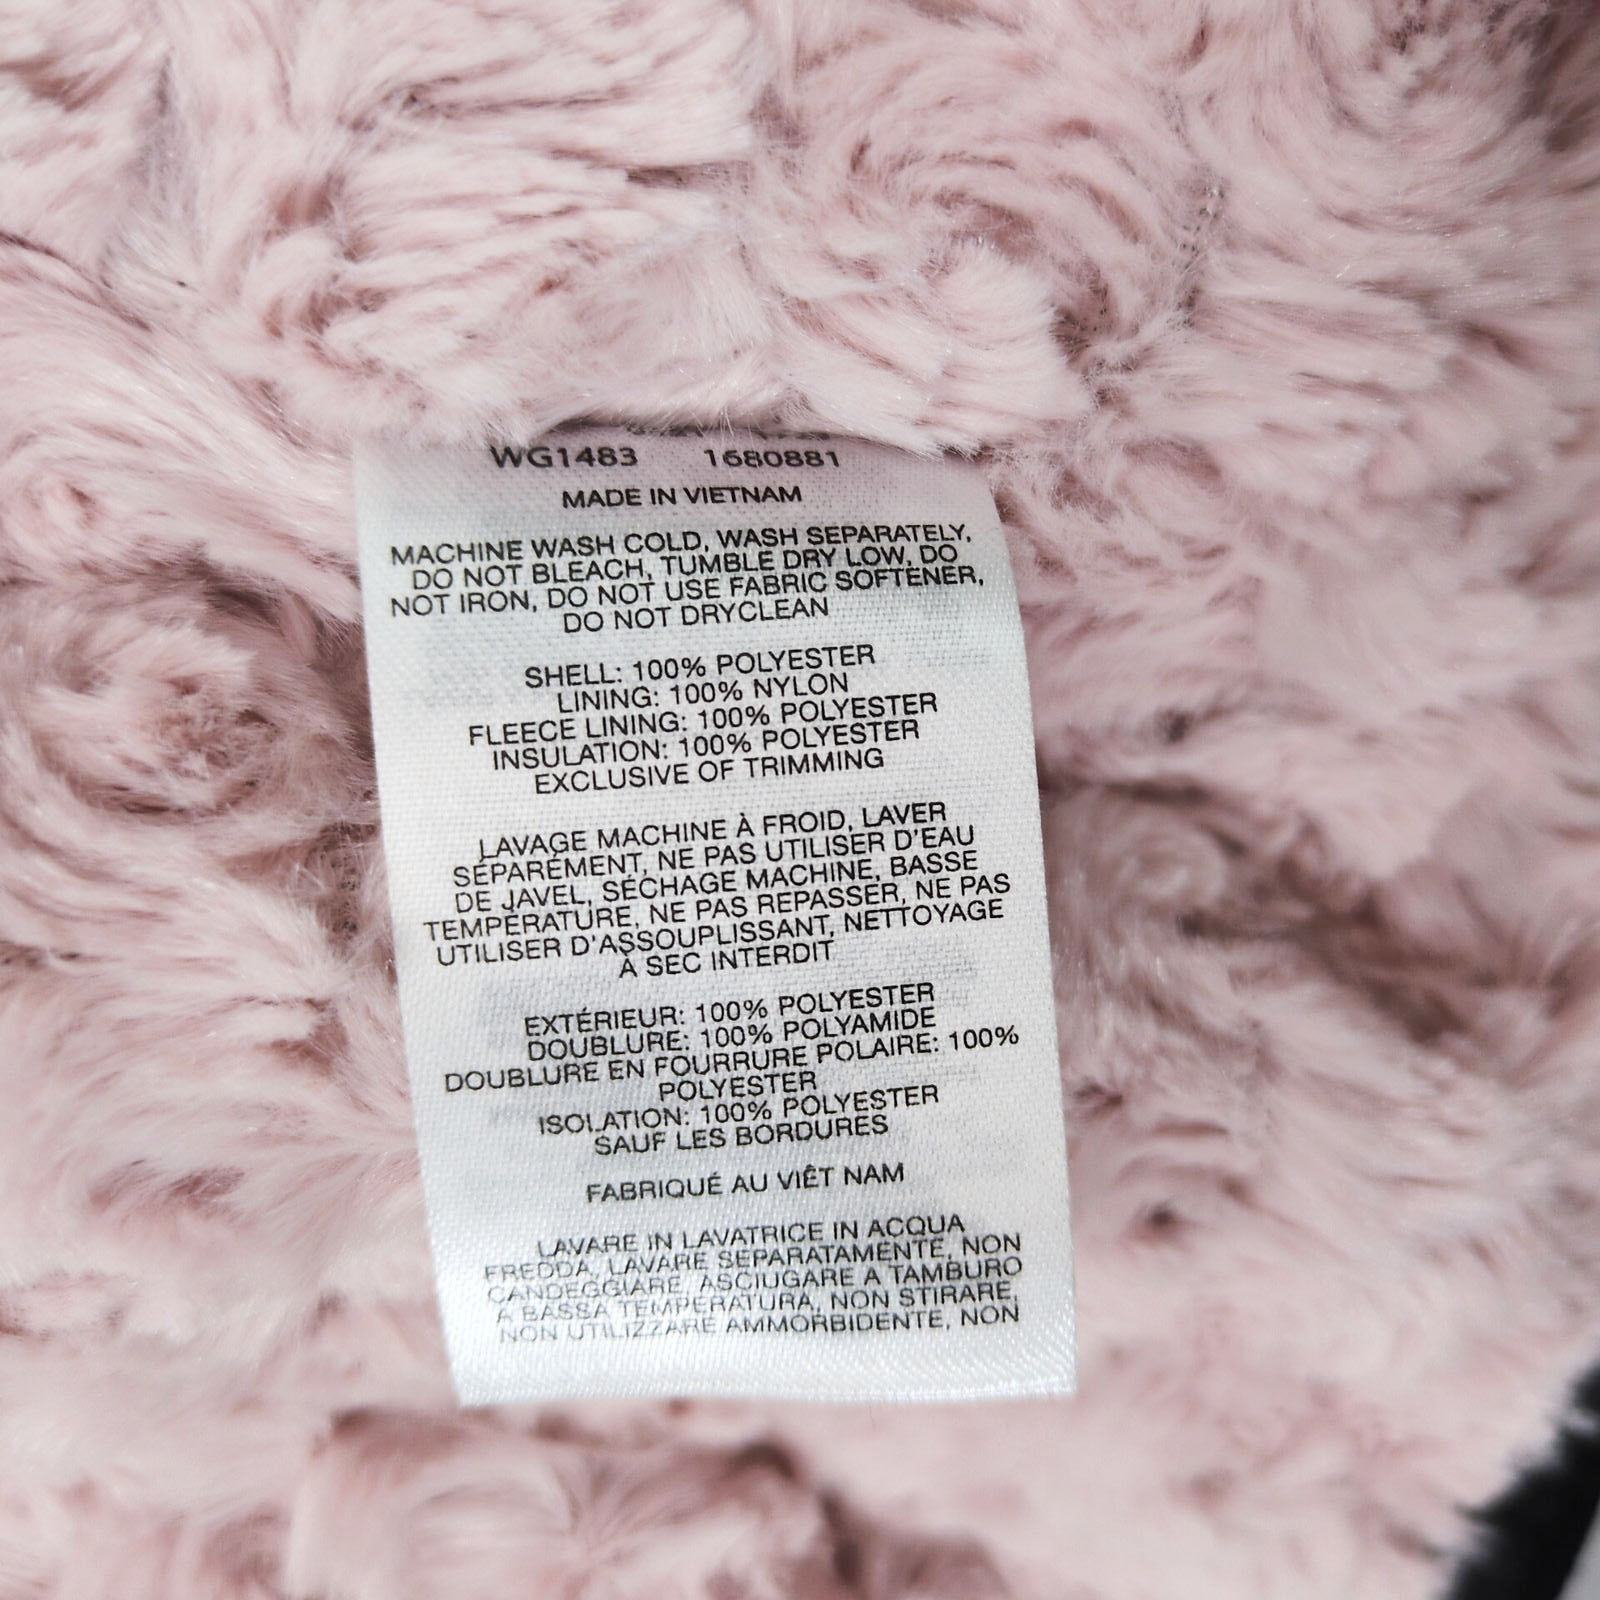 WG1483 1680881
MADE IN VIETNAM
MACHINE WASH COLD, WASH SEPARATELY,
DO NOT BLEACH, TUMBLE DRY LOW, DO
NOT IRON, DO NOT USE FABRIC SOFTENER,
DO NOT DRYCLEAN
SHELL: 100% POLYESTER
LINING: 100% NYLON
FLEECE LINING: 100% POLYESTER
INSULATION: 100% POLYESTER
EXCLUSIVE OF TRIMMING
LAVAGE MACHINE À FROID, LAVER
SÉPARÉMENT, NE PAS UTILISER D'EAU
DE JAVEL, SÉCHAGE MACHINE, BASSE
TEMPÉRATURE, NE PAS REPASSER, NE PAS
UTILISER D'ASSOUPLISSANT, NETTOYAGE
À SEC INTERDIT
EXTÉRIEUR: 100% POLYESTER
DOUBLURE: 100% POLYAMIDE
DOUBLURE EN FOURRURE POLAIRE: 100%
POLYESTER
ISOLATION: 100% POLYESTER
SAUF LES BORDURES
FABRIQUÉ AU VIÊT NAM
LAVARE IN LAVATRICE IN ACQUA
FREDDA, LAVARE SEPARATAMENTE, NON
CANDEGGIARE, ASCIUGARE A TAMBURO
A BASSA TEMPERATURA, NON STIRARE,
NON UTILIZZARE AMMORBIDENTE, NON